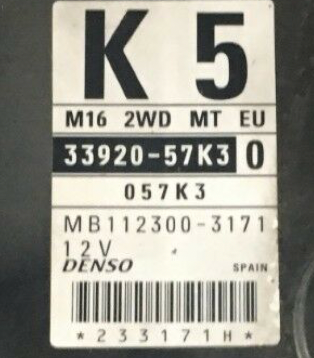 K 5
M16 2WD MT EU
33920-57K3 0
057K3
MB112300-3171
12V
DENSO SPAIN
*233171H*